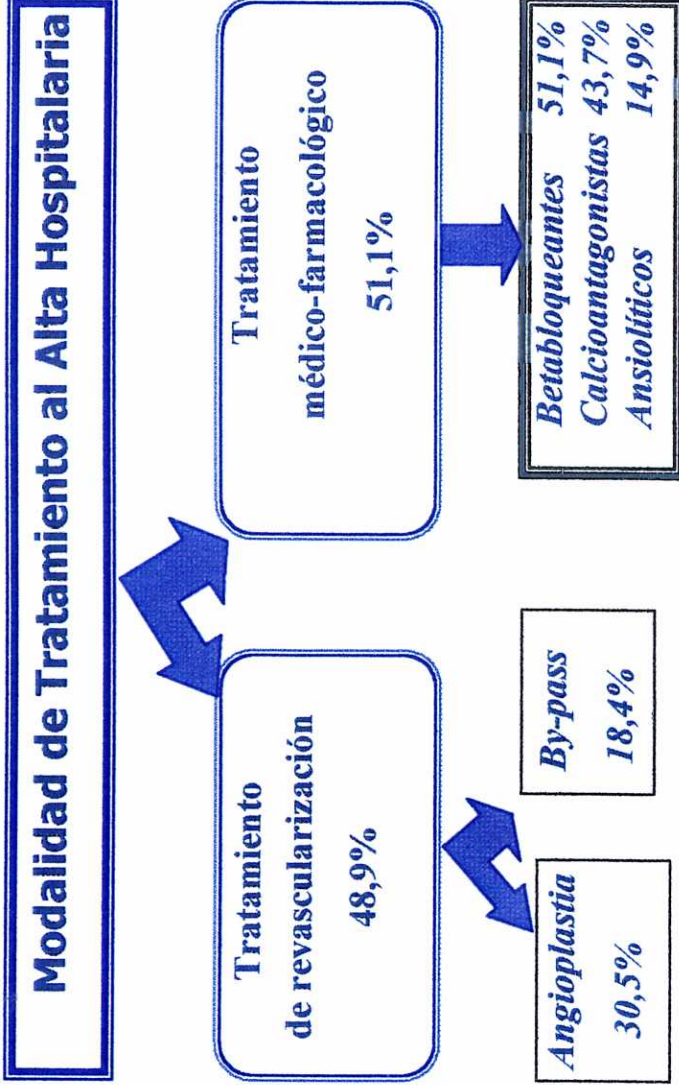 Modalidad de Tratamiento al Alta Hospitalaria
Tratamiento
de revascularización
48,9%
Tratamiento
médico-farmacológico
51,1%
Angioplastia
30,5%
By-pass
18,4%
Betabloqueantes 51,1%
Calcioantagonistas 43,7%
Ansiolíticos 14,9%